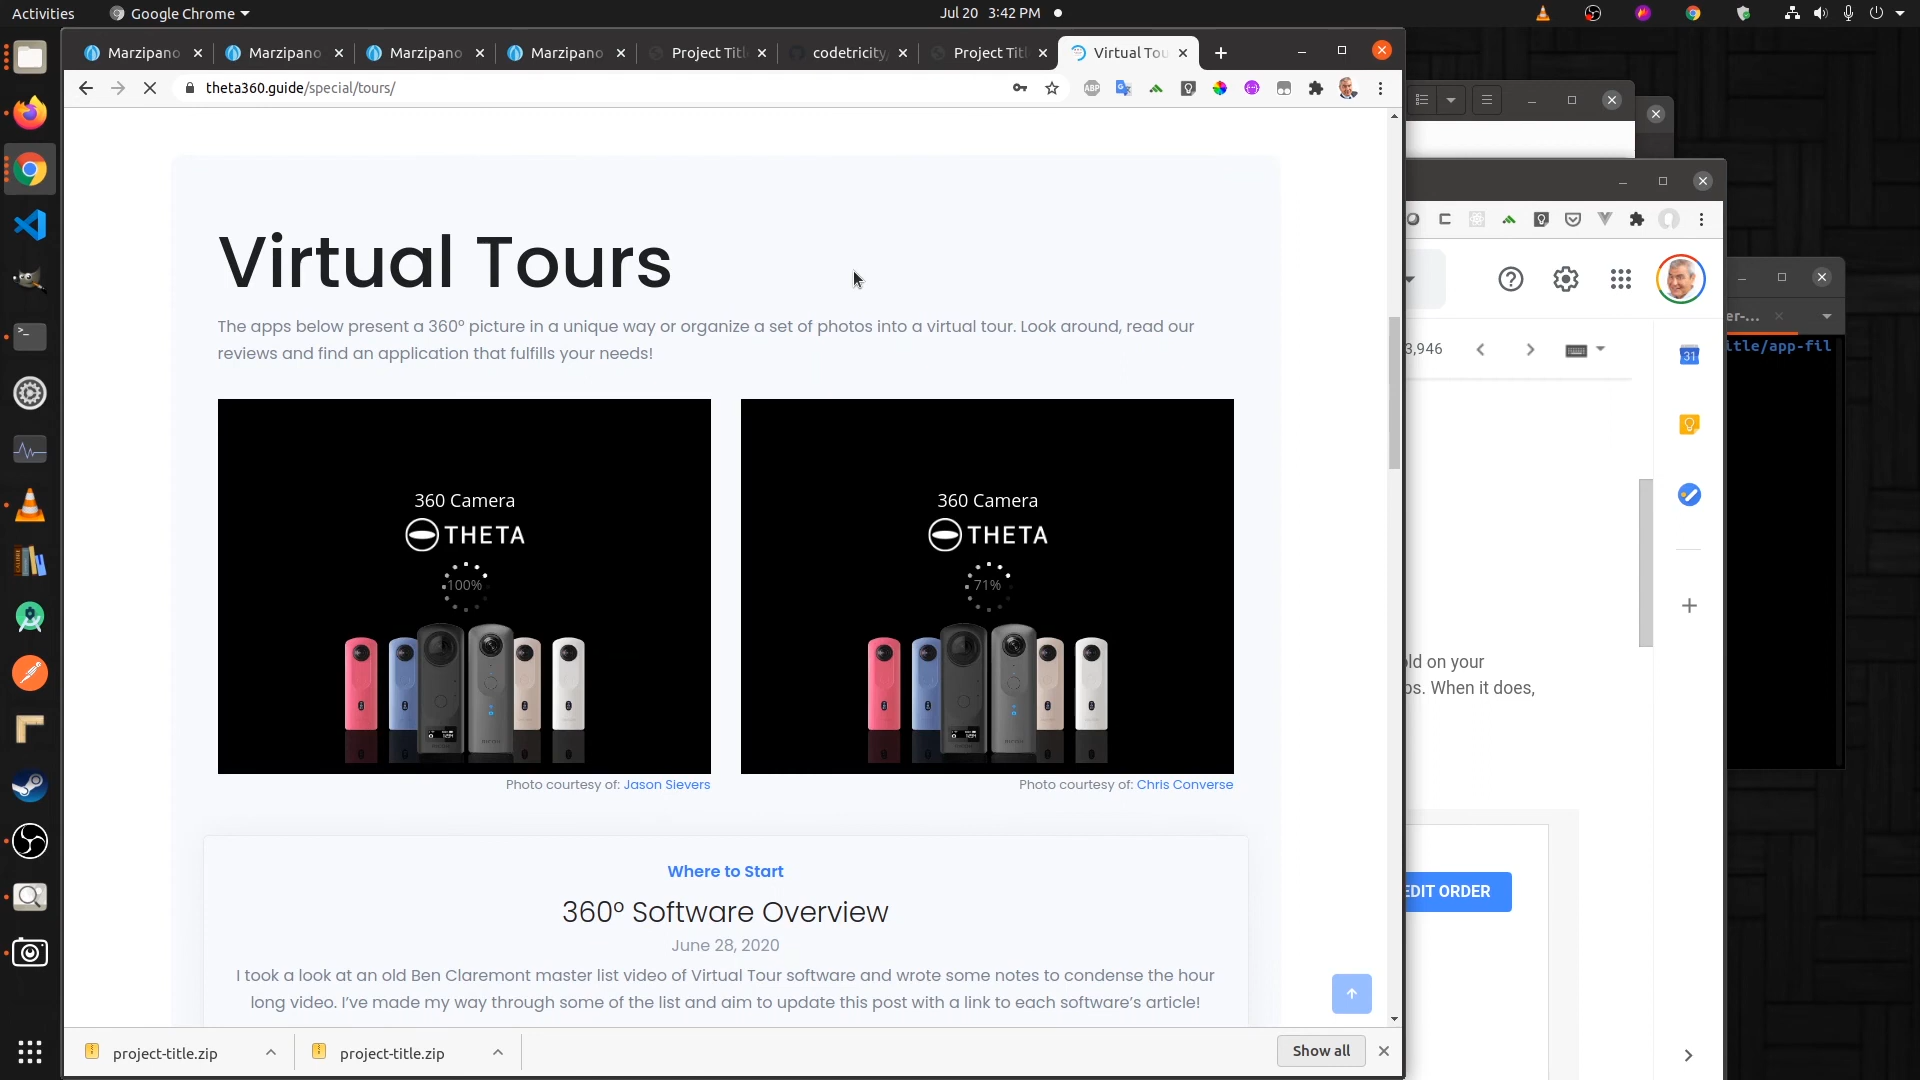 Activities
Google Chrome
Jul 20 3:42 PM
Marzipano
Marzipano
Marzipano
Marzipano
Project Titl
codetricity
Project Titl
Virtual Tou
theta360.guide/special/tours/
ABP
Virtual Tours
The apps below present a 360º picture in a unique way or organize a set of photos into a virtual tour. Look around, read our
reviews and find an application that fulfills your needs!
360 Camera
THETA
100%
360 Camera
THETA
71%
Photo courtesy of: Jason Sievers
Photo courtesy of: Chris Converse
Where to Start
360º Software Overview
June 28, 2020
I took a look at an old Ben Claremont master list video of Virtual Tour software and wrote some notes to condense the hour
long video. I've made my way through some of the list and aim to update this post with a link to each software's article!
project-title.zip
project-title.zip
Show all
3,946
31
old on your
os. When it does,
EDIT ORDER
er-...
itle/app-fil